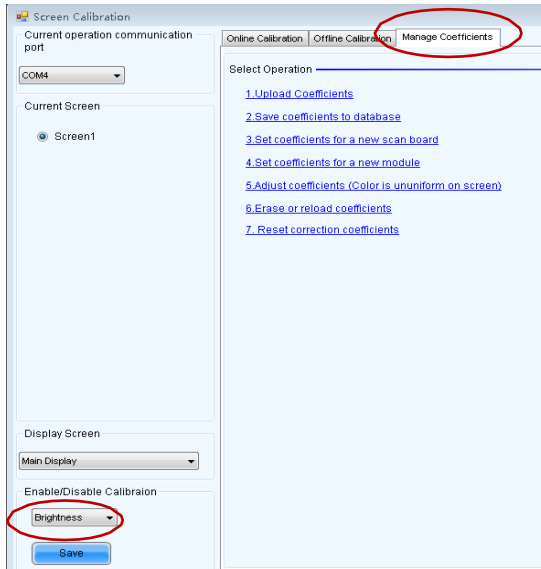 Screen Calibration
Current operation communication
port
COM4
Current Screen
Screen1
Display Screen
Main Display
Enable/Disable Calibraion
Brightness
Save
Online Calibration
Offline Calibration
Manage Coefficients
Select Operation
1.Upload Coefficients
2.Save coefficients to database
3.Set coefficients for a new scan board
4.Set coefficients for a new module
5.Adjust coefficients (Color is ununiform on screen)
6.Erase or reload coefficients
7. Reset correction coefficients